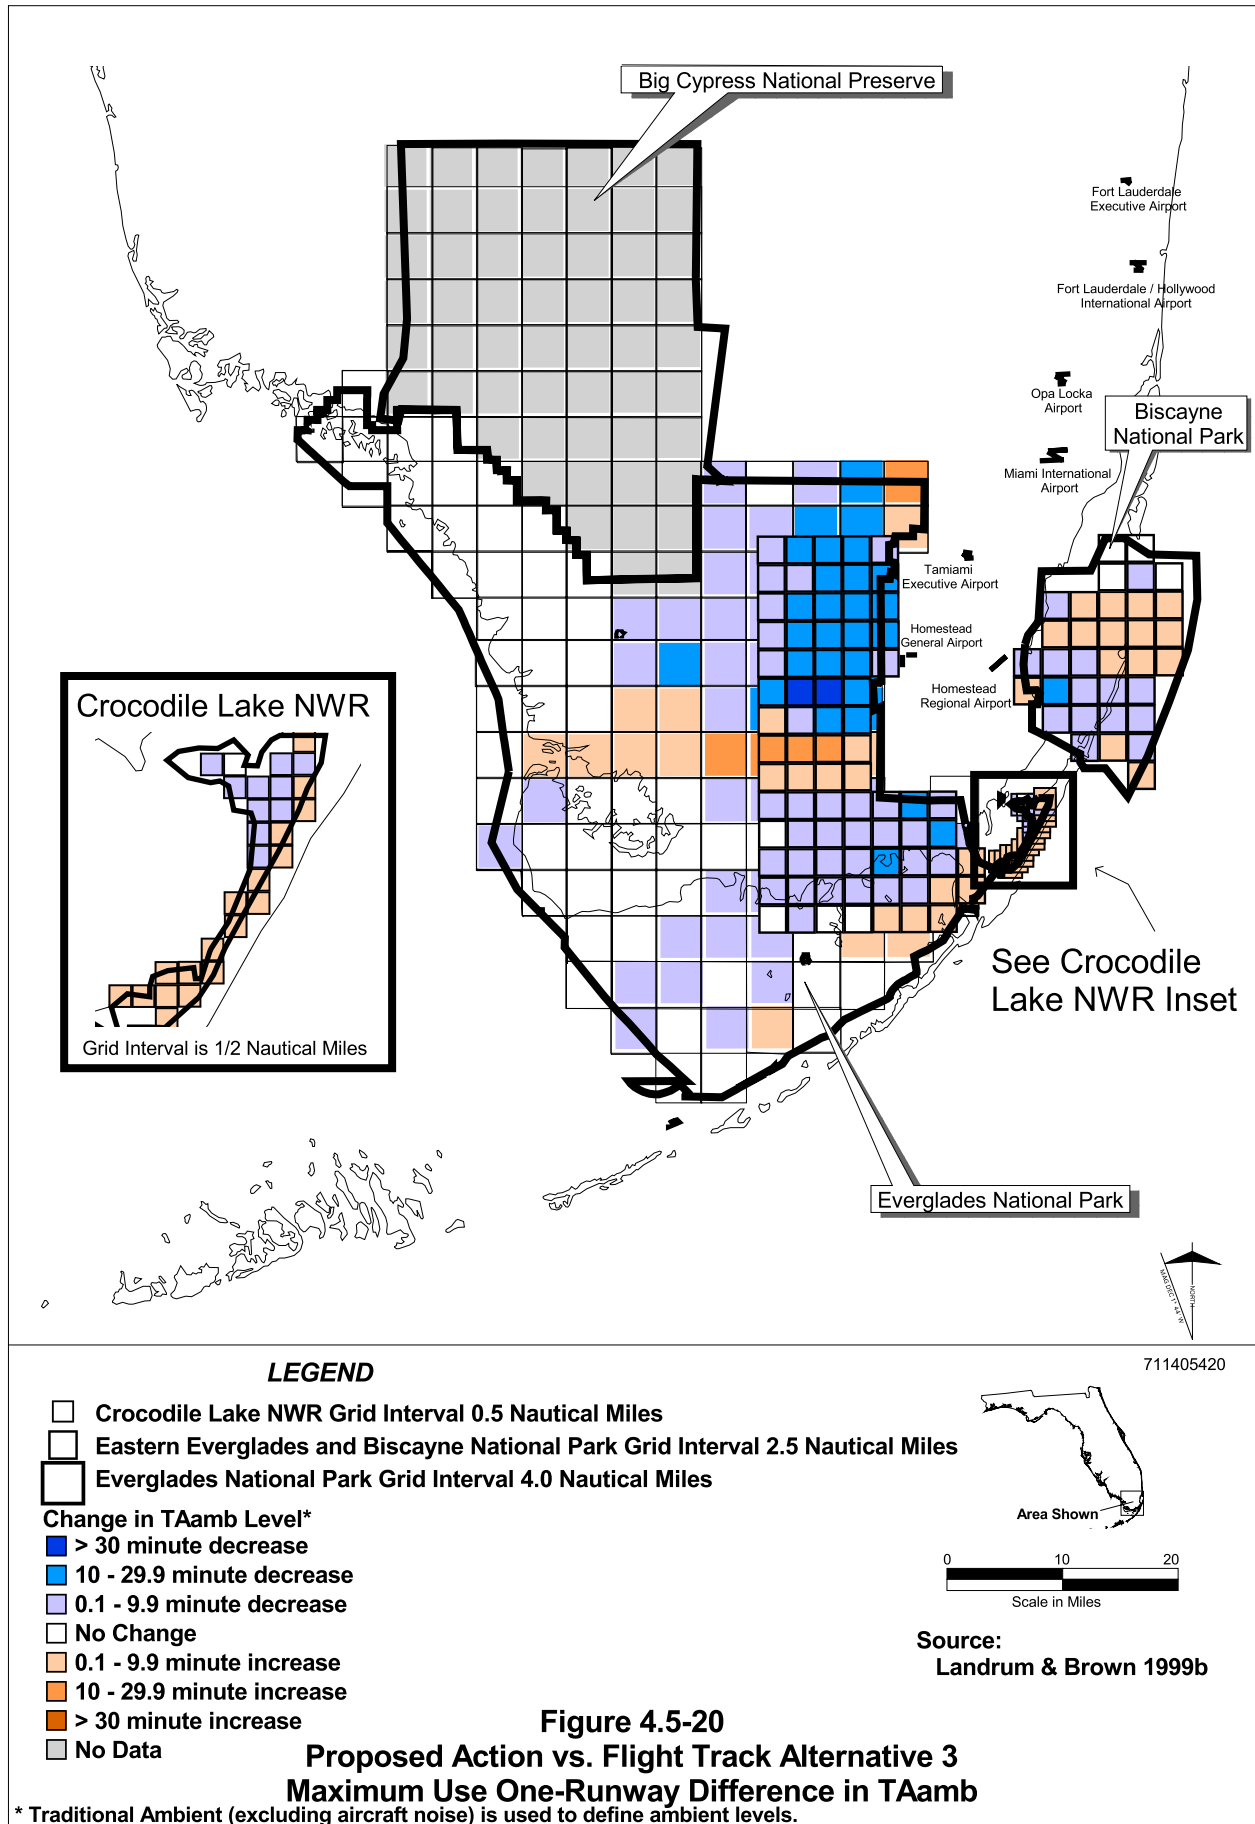 Big Cypress National Preserve
Fort Lauderdale
Executive Airport
Fort Lauderdale / Hollywood
International Airport
Opa Locka
Airport
Biscayne
National Park
Miami International
Airport
Tamiami
Executive Airport
Homestead
General Airport
Homestead
Regional Airport
Crocodile Lake NWR
Grid Interval is 1/2 Nautical Miles
See Crocodile
Lake NWR Inset
Everglades National Park
MAG DEC 1° 44' W
NORTH
711405420
LEGEND
Crocodile Lake NWR Grid Interval 0.5 Nautical Miles
Eastern Everglades and Biscayne National Park Grid Interval 2.5 Nautical Miles
Everglades National Park Grid Interval 4.0 Nautical Miles
Change in TAamb Level*
> 30 minute decrease
10 - 29.9 minute decrease
0.1 - 9.9 minute decrease
No Change
0.1 - 9.9 minute increase
10 - 29.9 minute increase
> 30 minute increase
No Data
Area Shown
0 10 20
Scale in Miles
Source:
Landrum & Brown 1999b
Figure 4.5-20
Proposed Action vs. Flight Track Alternative 3
Maximum Use One-Runway Difference in TAamb
* Traditional Ambient (excluding aircraft noise) is used to define ambient levels.